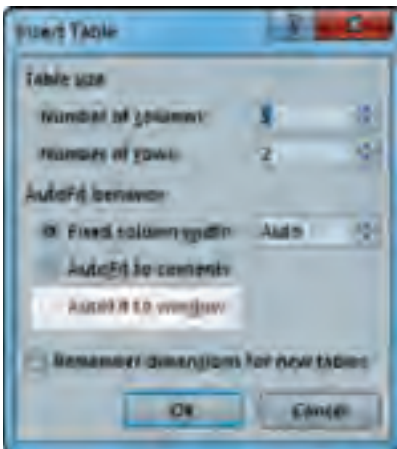 Insert Table
Table size
Number of columns:
Number of rows: 2
AutoFit behavior
Fixed column width: Auto
AutoFit to contents
AutoFit to window
Remember dimensions for new tables
OK Cancel